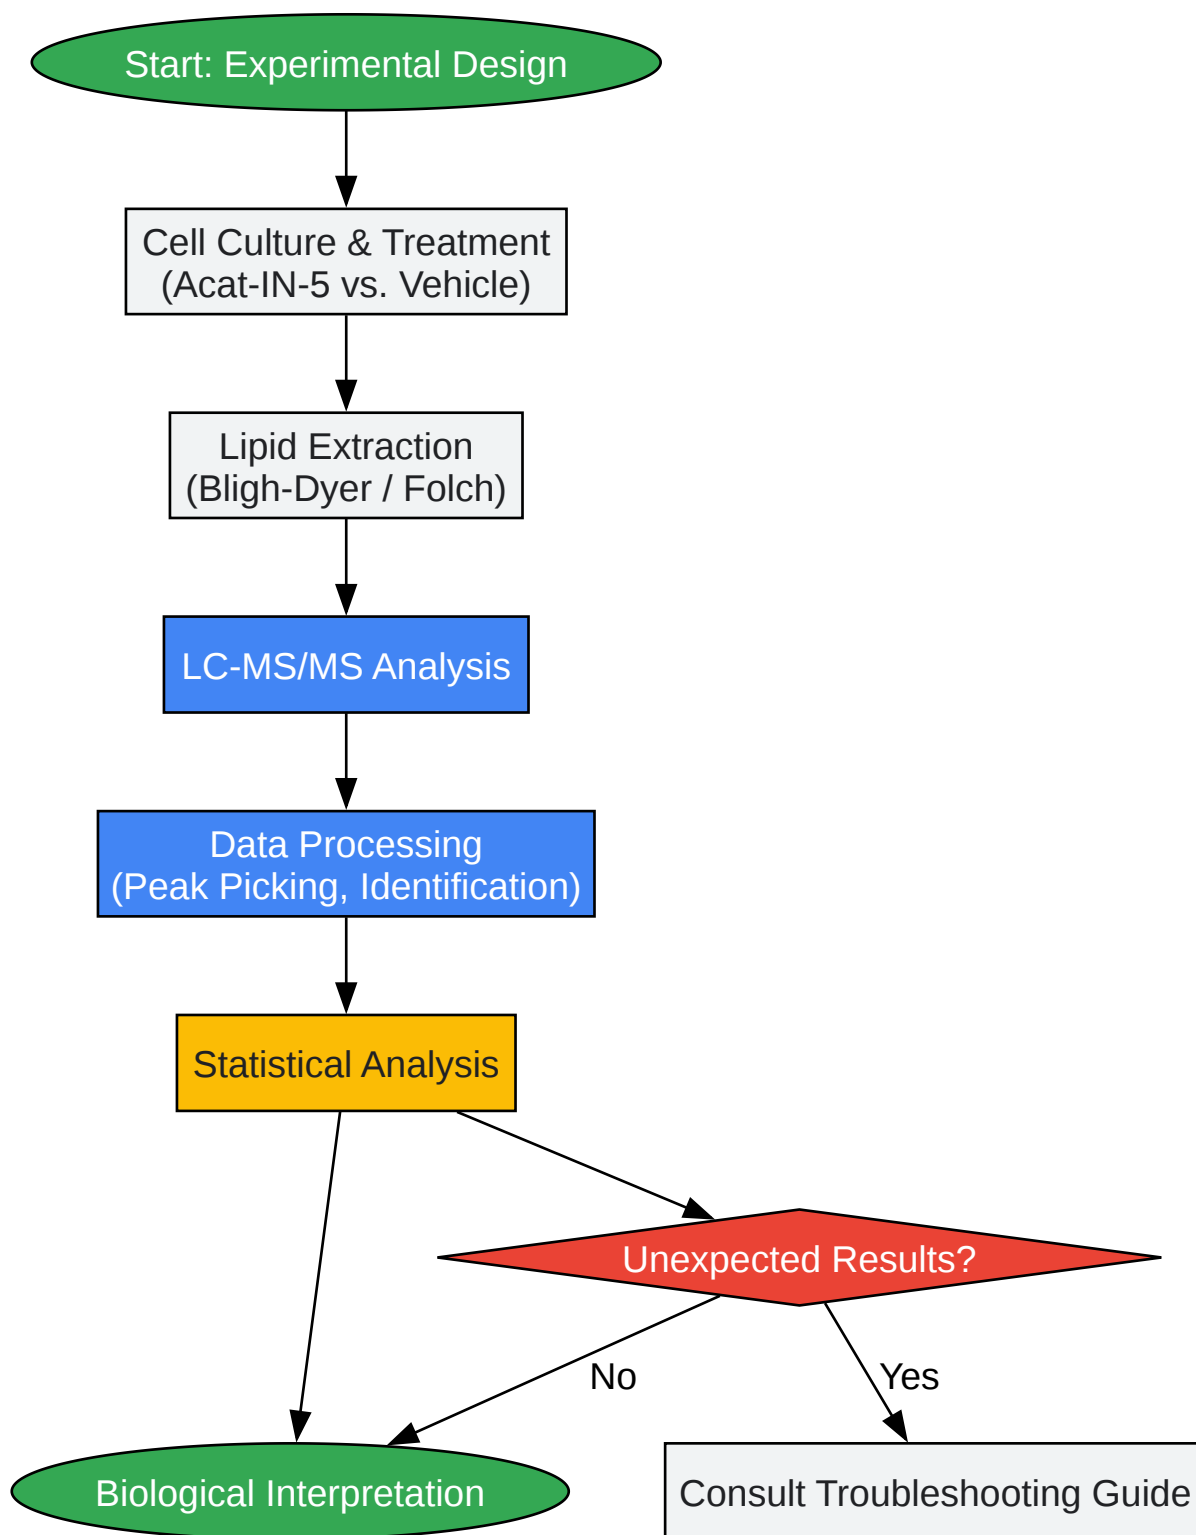 Start: Experimental Design
Cell Culture & Treatment
(Acat-IN-5 vs. Vehicle)
Lipid Extraction
(Bligh-Dyer / Folch)
LC-MS/MS Analysis
Data Processing
(Peak Picking, Identification)
Statistical Analysis
Unexpected Results?
No
Yes
Biological Interpretation
Consult Troubleshooting Guide